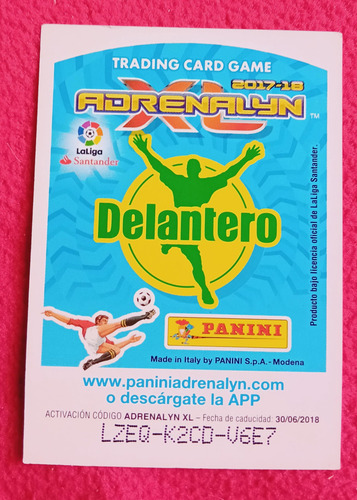 TRADING CARD GAME
2017-18
ADRENALYN
XL™
LaLiga
Santander
Delantero
PANINI
Made in Italy by PANINI S.p.A. - Modena
Producto bajo licencia oficial de LaLiga Santander.
www.paniniadrenalyn.com
o descárgate la APP
ACTIVACIÓN CÓDIGO ADRENALYN XL – Fecha de caducidad: 30/06/2018
LZEQ-K2CD-V6E7